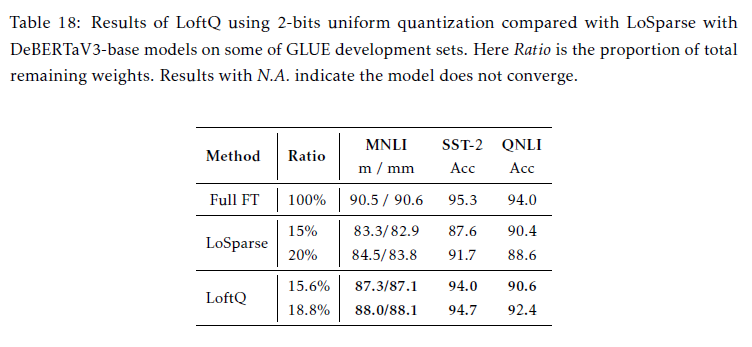 Table 18: Results of LoftQ using 2-bits uniform quantization compared with LoSparse with
DeBERTaV3-base models on some of GLUE development sets. Here Ratio is the proportion of total
remaining weights. Results with N.A. indicate the model does not converge.
Method Ratio MNLI SST-2 QNLI
m / mm Acc Acc
Full FT 100% 90.5 / 90.6 95.3 94.0
LoSparse 15% 83.3/82.9 87.6 90.4
20% 84.5/83.8 91.7 88.6
LoftQ 15.6% 87.3/87.1 94.0 90.6
18.8% 88.0/88.1 94.7 92.4